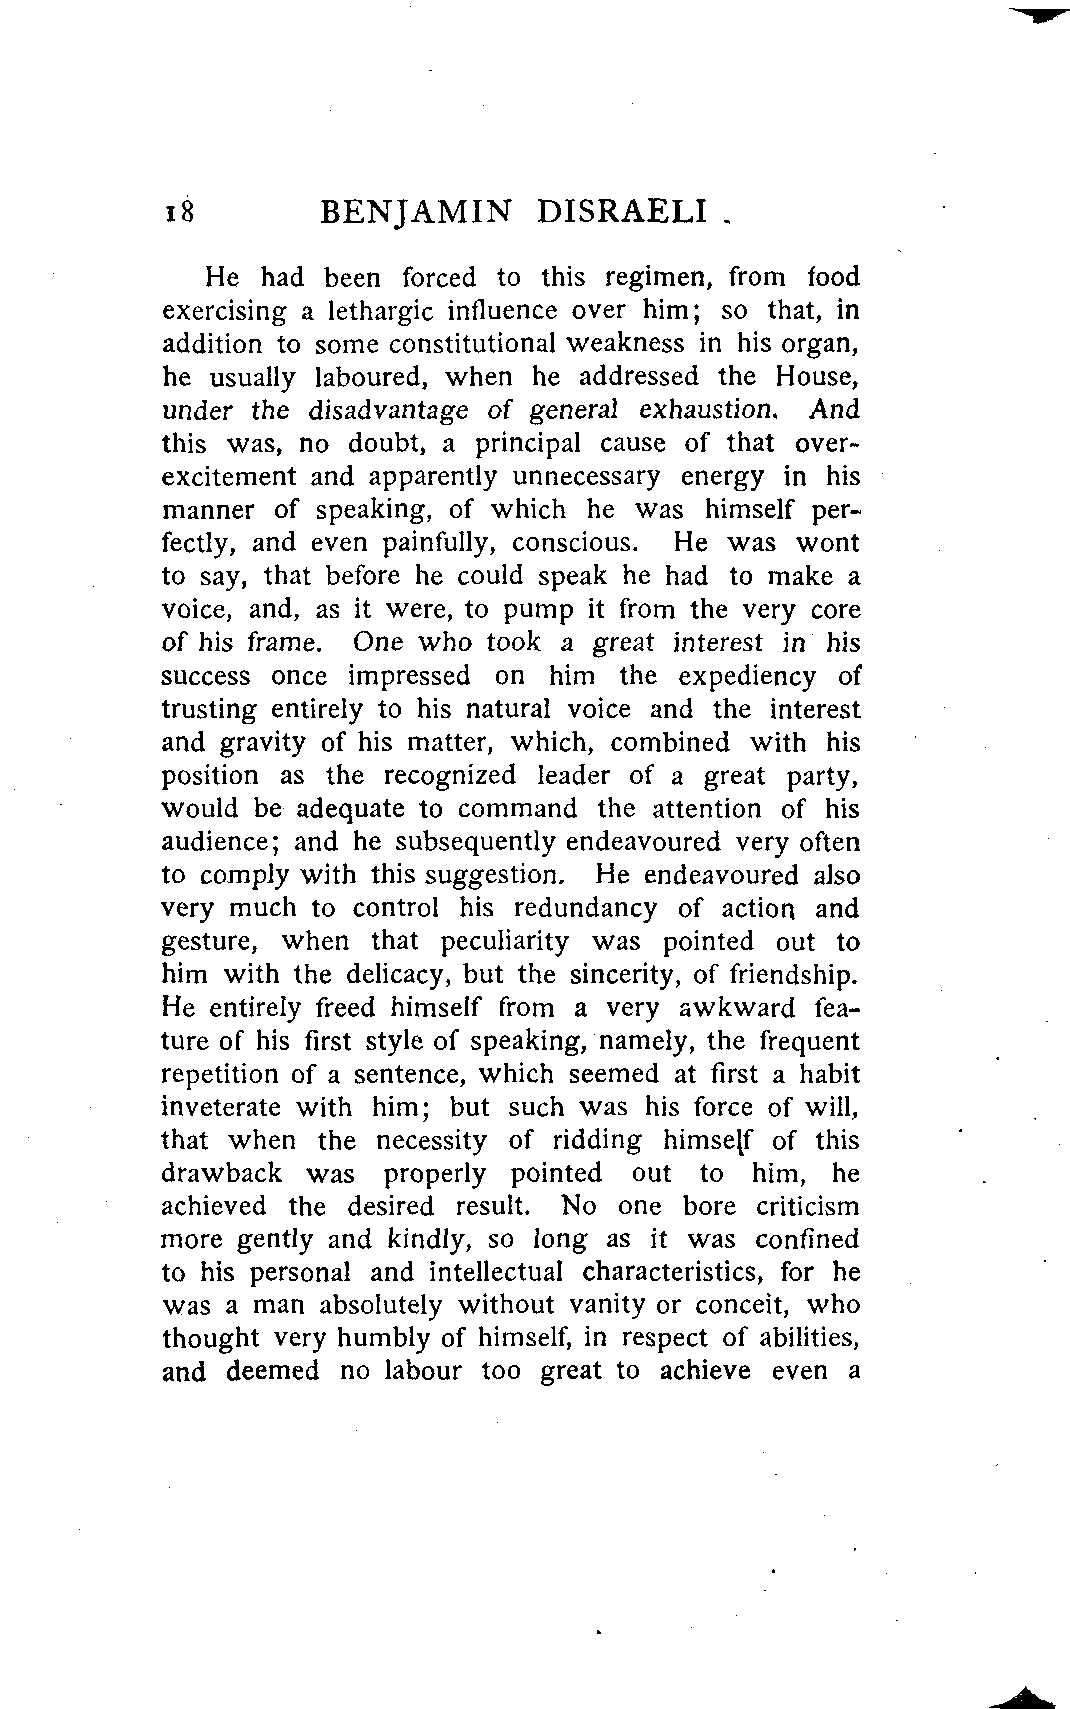 18 BENJAMIN DISRAELI
He had been forced to this regimen, from food
exercising a lethargic influence over him; so that, in
addition to some constitutional weakness in his organ,
he usually laboured, when he addressed the House,
under the disadvantage of general exhaustion. And
this was, no doubt, a principal cause of that over-
excitement and apparently unnecessary energy in his
manner of speaking, of which he was himself per-
fectly, and even painfully, conscious. He was wont
to say, that before he could speak he had to make a
voice, and, as it were, to pump it from the very core
of his frame. One who took a great interest in his
success once impressed on him the expediency of
trusting entirely to his natural voice and the interest
and gravity of his matter, which, combined with his
position as the recognized leader of a great party,
would be adequate to command the attention of his
audience; and he subsequently endeavoured very often
to comply with this suggestion. He endeavoured also
very much to control his redundancy of action and
gesture, when that peculiarity was pointed out to
him with the delicacy, but the sincerity, of friendship.
He entirely freed himself from a very awkward fea-
ture of his first style of speaking, namely, the frequent
repetition of a sentence, which seemed at first a habit
inveterate with him; but such was his force of will,
that when the necessity of ridding himself of this
drawback was properly pointed out to him, he
achieved the desired result. No one bore criticism
more gently and kindly, so long as it was confined
to his personal and intellectual characteristics, for he
was a man absolutely without vanity or conceit, who
thought very humbly of himself, in respect of abilities,
and deemed no labour too great to achieve even a